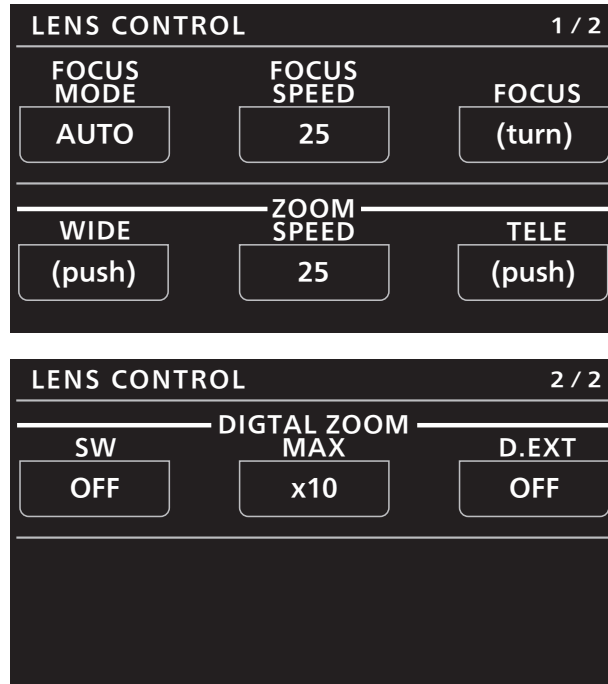 LENS CONTROL 1/2
FOCUS MODE FOCUS SPEED FOCUS
AUTO 25 (turn)
ZOOM
WIDE SPEED TELE
(push) 25 (push)
LENS CONTROL 2/2
DIGTAL ZOOM
SW MAX D.EXT
OFF x10 OFF